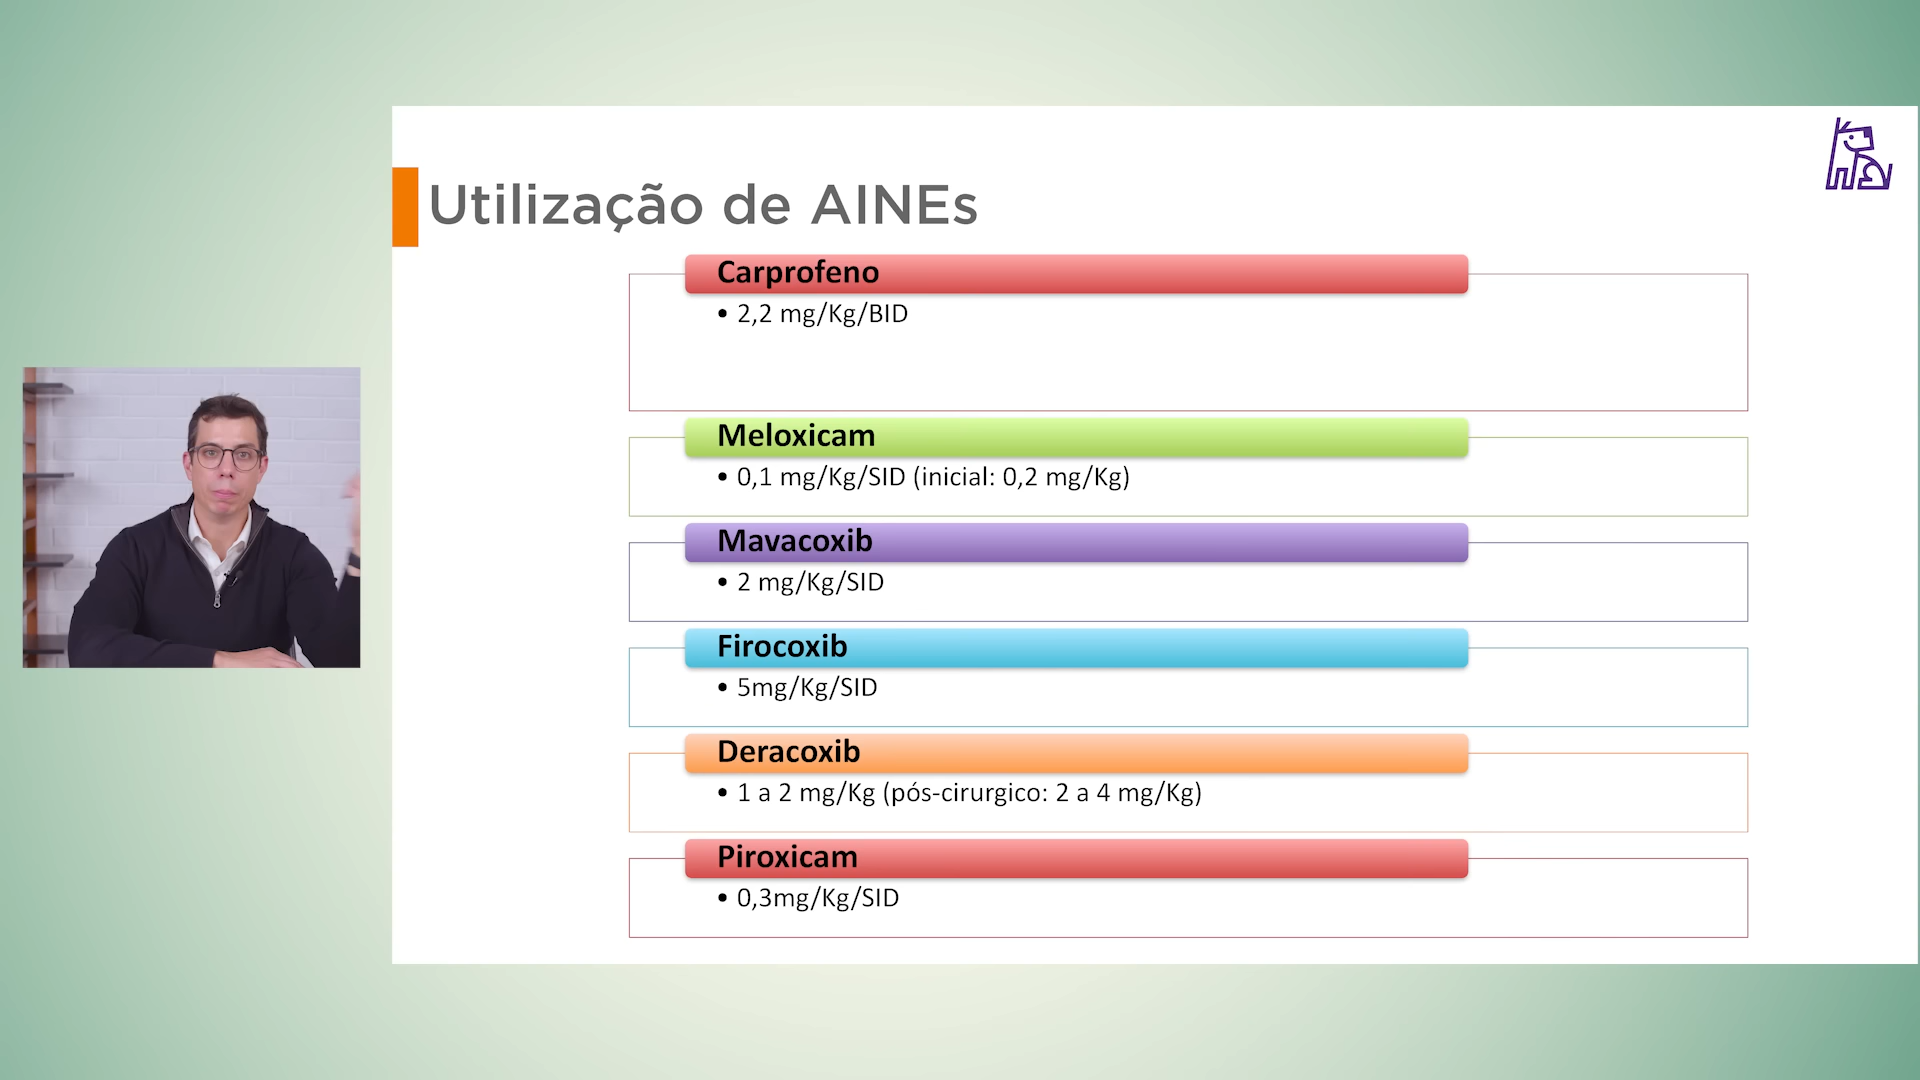 Utilização de AINEs
Carprofeno
• 2,2 mg/Kg/BID
Meloxicam
• 0,1 mg/Kg/SID (inicial: 0,2 mg/Kg)
Mavacoxib
• 2 mg/Kg/SID
Firocoxib
• 5mg/Kg/SID
Deracoxib
• 1 a 2 mg/Kg (pós-cirurgico: 2 a 4 mg/Kg)
Piroxicam
• 0,3mg/Kg/SID